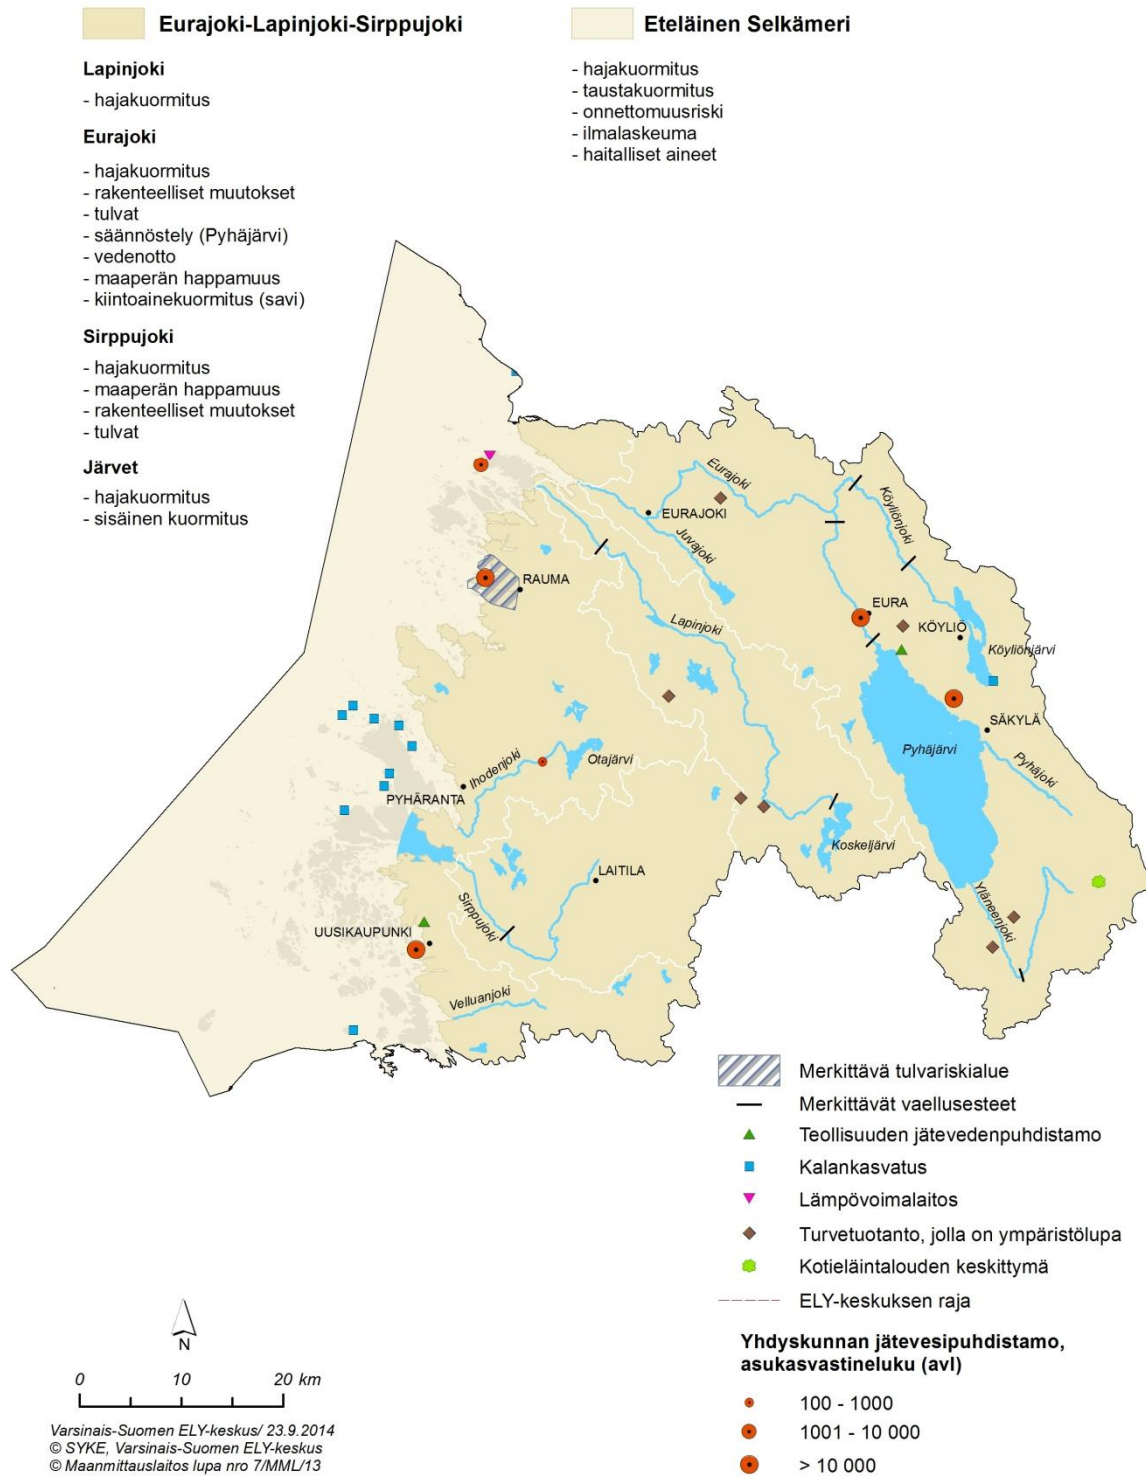 Eurajoki-Lapinjoki-Sirppujoki
Lapinjoki
- hajakuormitus
Eurajoki
- hajakuormitus
- rakenteelliset muutokset
- tulvat
- säännöstely (Pyhäjärvi)
- vedenotto
- maaperän happamuus
- kiintoainekuormitus (savi)
Sirppujoki
- hajakuormitus
- maaperän happamuus
- rakenteelliset muutokset
- tulvat
Järvet
- hajakuormitus
- sisäinen kuormitus
Eteläinen Selkämeri
- hajakuormitus
- taustakuormitus
- onnettomuusriski
- ilmalaskeuma
- haitalliset aineet
Eurajoki
Köyliönjoki
EURAJOKI
Juvajoki
RAUMA
EURA
Lapinjoki
KÖYLIÖ
Köyliönjärvi
SÄKYLÄ
Pyhäjärvi
Otajärvi
Ihodenjoki
Pyhäjoki
PYHÄRANTA
Koskeljärvi
LAITILA
Sirppujoki
Yläneenjoki
UUSIKAUPUNKI
Velluanjoki
Merkittävä tulvariskialue
Merkittävät vaellusesteet
Teollisuuden jätevedenpuhdistamo
Kalankasvatus
Lämpövoimalaitos
Turvetuotanto, jolla on ympäristölupa
Kotieläintalouden keskittymä
ELY-keskuksen raja
Yhdyskunnan jätevesipuhdistamo,
asukasvastineluku (avl)
100 - 1000
1001 - 10 000
> 10 000
N
0 10 20 km
Varsinais-Suomen ELY-keskus/ 23.9.2014
© SYKE, Varsinais-Suomen ELY-keskus
© Maanmittauslaitos lupa nro 7/MML/13